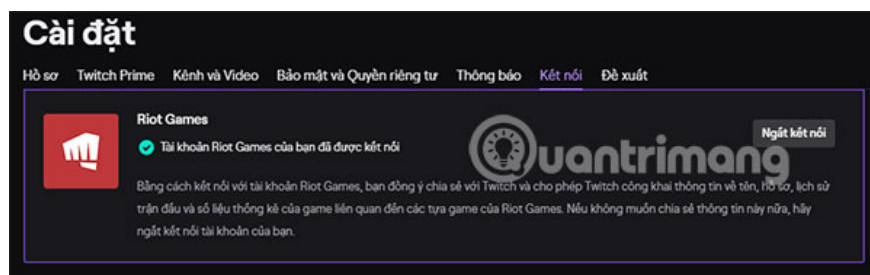 Cài đặt
Hồ sơ Twitch Prime Kênh và Video Bảo mật và Quyền riêng tư Thông báo Kết nối Đề xuất
Riot Games
Tài khoản Riot Games của bạn đã được kết nối
Ngắt kết nối
uantrimang
Bằng cách kết nối với tài khoản Riot Games, bạn đồng ý chia sẻ với Twitch và cho phép Twitch công khai thông tin về tên, hồ sơ, lịch sử
trận đấu và số liệu thống kê của game liên quan đến các tựa game của Riot Games. Nếu không muốn chia sẻ thông tin này nữa, hãy
ngắt kết nối tài khoản của bạn.